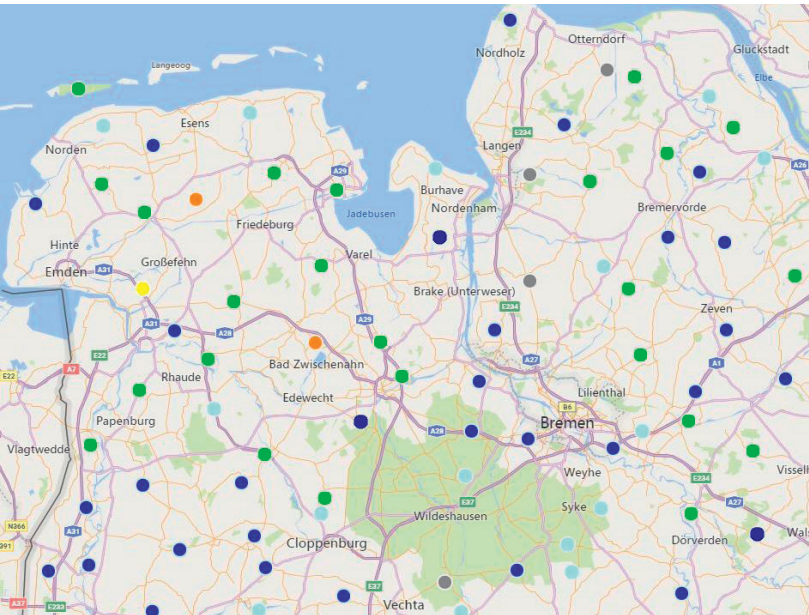 Otterndorf
Nordholz
Glückstadt
Langeoog
Elbe
Esens
E234
Norden
Langen
A29
A26
Burhave
Nordenham
Bremervörde
Jadebusen
Friedeburg
Hinte
Varel
Großefehn
Emden
A31
Brake (Unterweser)
E234
Zeven
A31
A28
A29
E22
A27
A1
Bad Zwischenahn
A7
E22
Rhaude
Edewecht
Lilienthal
B6
Papenburg
Bremen
A28
Vlagtwedde
Weyhe
Visselh
E234
E37
A27
Wildeshausen
Syke
N366
A31
Wals
391
Cloppenburg
Dörverden
E37
A37
E233
Vechta